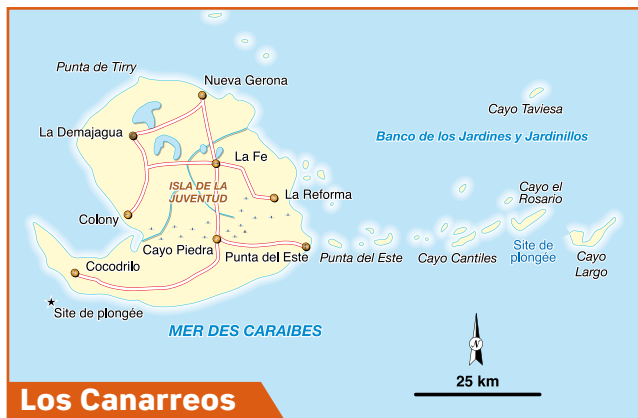 Punta de Tirry
Nueva Gerona
Cayo Taviesa
La Demajagua
Banco de los Jardines y Jardinillos
La Fe
ISLA DE LA
JUVENTUD
La Reforma
Cayo el
Rosario
Colony
Cayo Piedra
Punta del Este
Punta del Este
Cayo Cantiles
Site de
plongée
Cayo
Largo
Cocodrilo
Site de plongée
MER DES CARAIBES
N
25 km
Los Canarreos